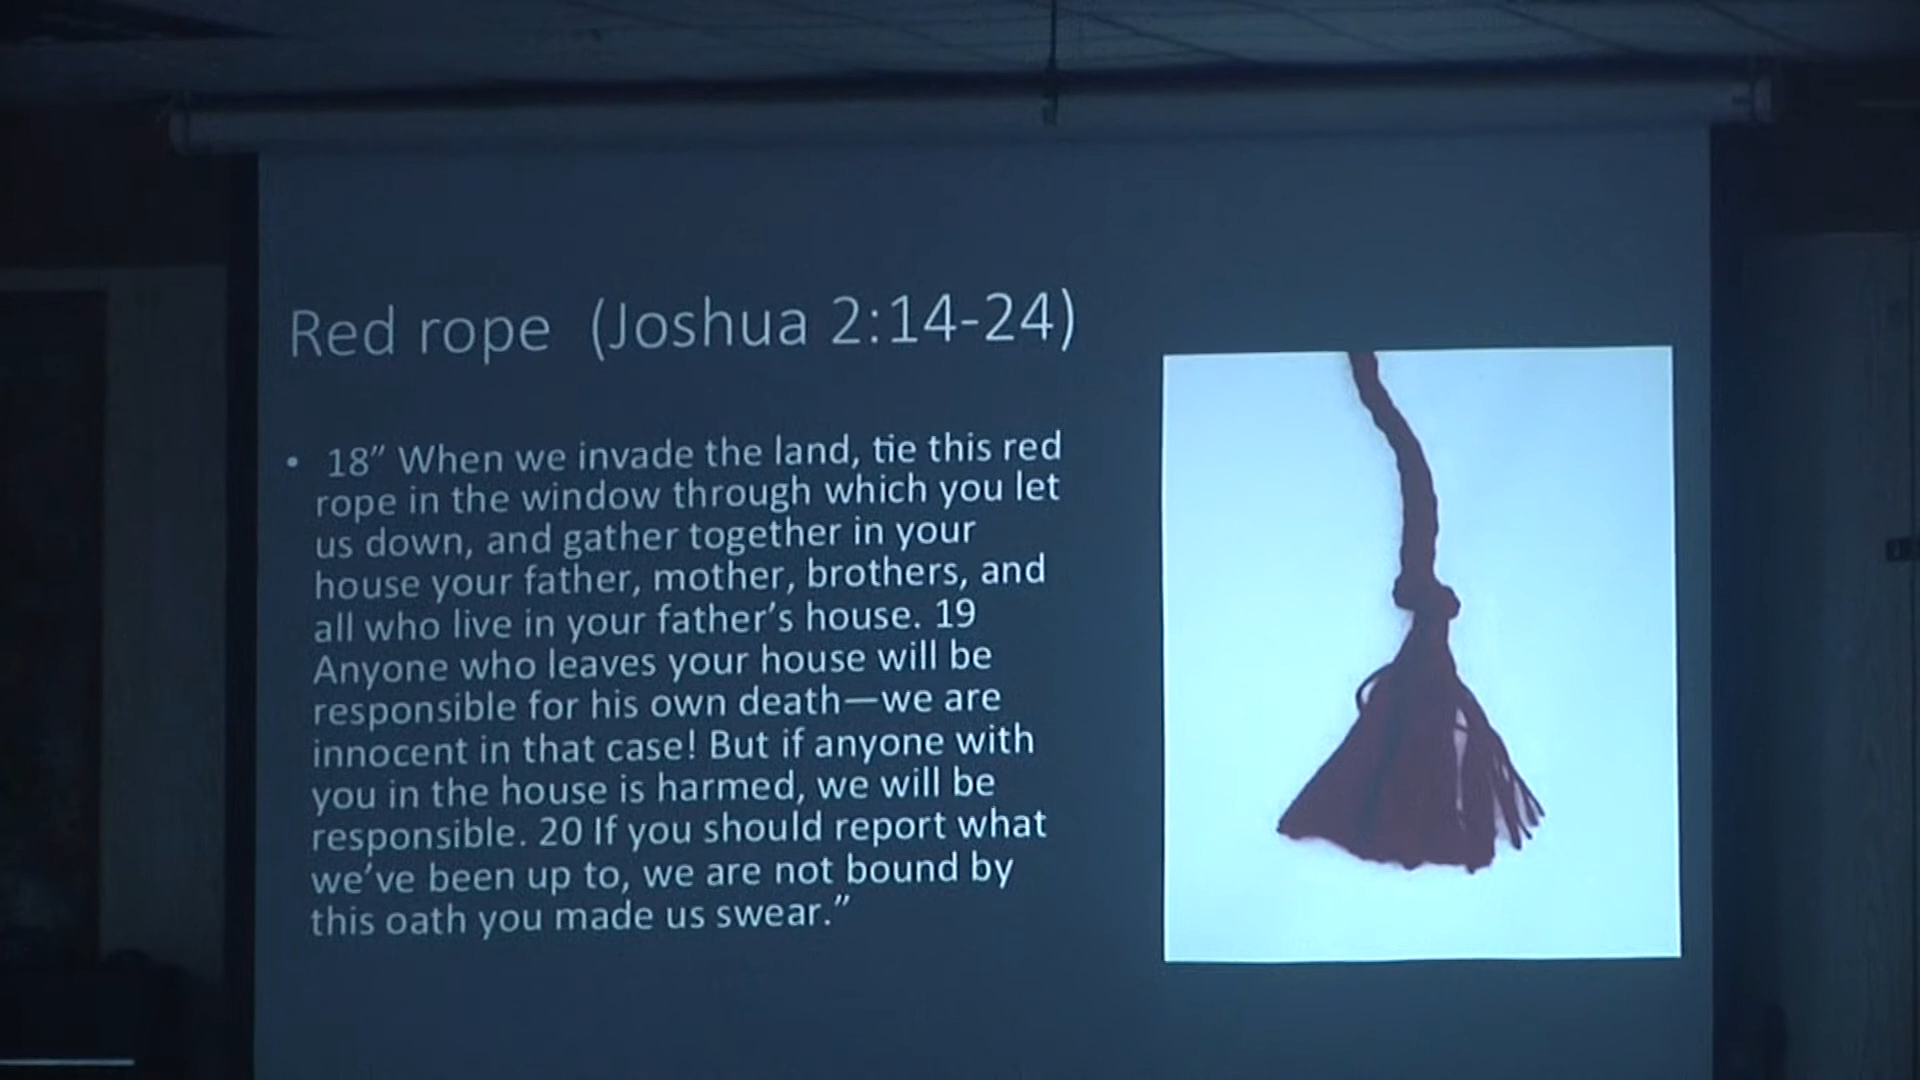 Red rope (Joshua 2:14-24)
• 18” When we invade the land, tie this red
rope in the window through which you let
us down, and gather together in your
house your father, mother, brothers, and
all who live in your father’s house. 19
Anyone who leaves your house will be
responsible for his own death—we are
innocent in that case! But if anyone with
you in the house is harmed, we will be
responsible. 20 If you should report what
we’ve been up to, we are not bound by
this oath you made us swear.”